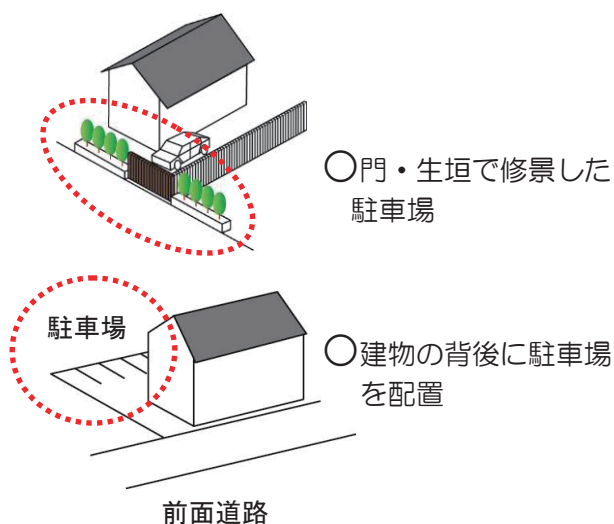 ○門・生垣で修景した
駐車場
駐車場
○建物の背後に駐車場
を配置
前面道路